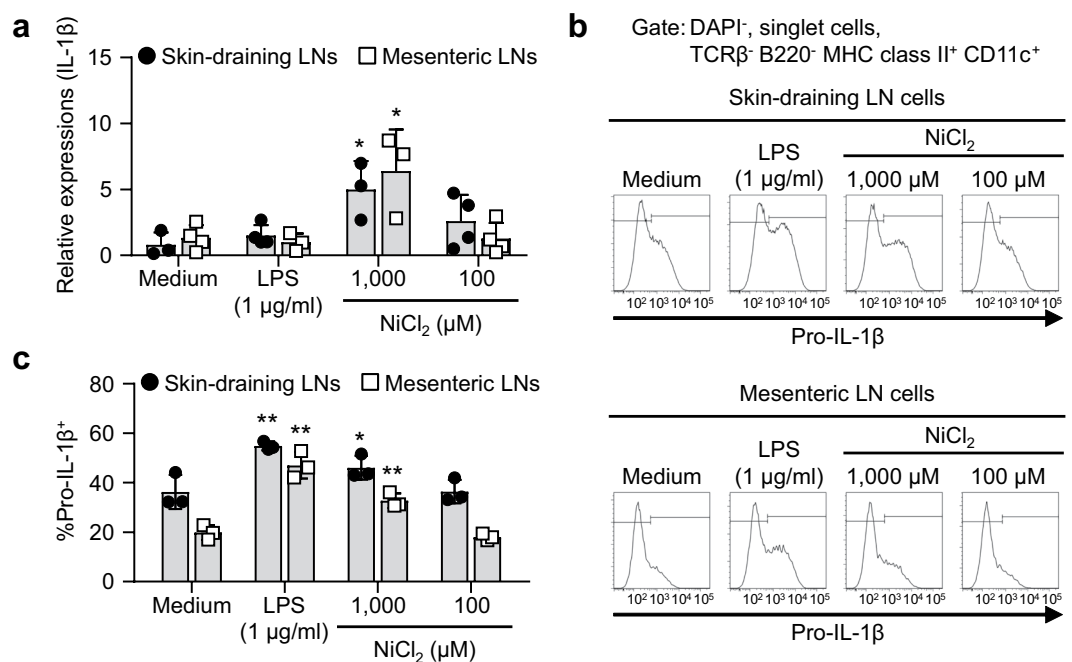 a
Relative expressions (IL-1β)
15
10
5
0
Skin-draining LNs
Mesenteric LNs
*
*
Medium
LPS
(1 µg/ml)
1,000
100
NiCl₂ (µM)
b
Gate: DAPI⁻, singlet cells,
TCRβ⁻ B220⁻ MHC class II⁺ CD11c⁺
Skin-draining LN cells
NiCl₂
LPS
Medium
(1 µg/ml)
1,000 µM
100 µM
10² 10³ 10⁴ 10⁵
10² 10³ 10⁴ 10⁵
10² 10³ 10⁴ 10⁵
10² 10³ 10⁴ 10⁵
Pro-IL-1β
Mesenteric LN cells
NiCl₂
LPS
Medium
(1 µg/ml)
1,000 µM
100 µM
10² 10³ 10⁴ 10⁵
10² 10³ 10⁴ 10⁵
10² 10³ 10⁴ 10⁵
10² 10³ 10⁴ 10⁵
Pro-IL-1β
c
%Pro-IL-1β⁺
80
60
40
20
0
Skin-draining LNs
Mesenteric LNs
**
**
*
**
Medium
LPS
(1 µg/ml)
1,000
100
NiCl₂ (µM)